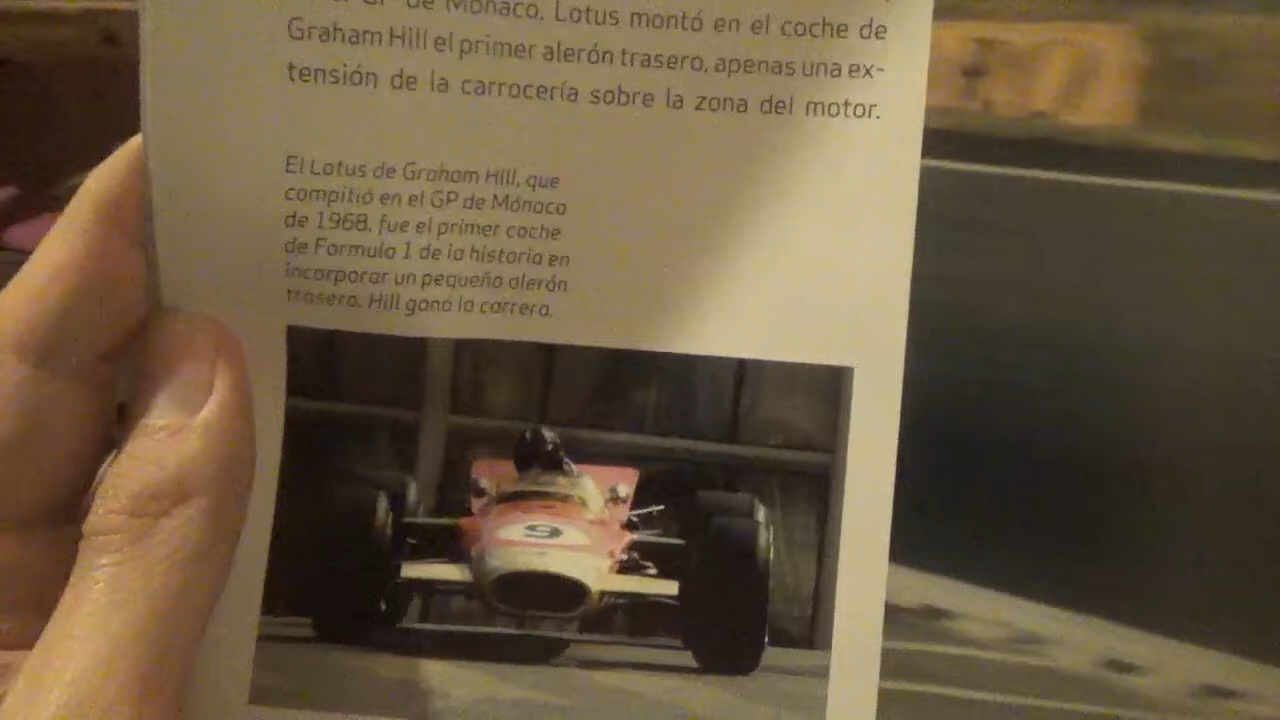 GP de Mónaco. Lotus montó en el coche de
Graham Hill el primer alerón trasero, apenas una ex-
tensión de la carrocería sobre la zona del motor.
El Lotus de Graham Hill, que
compitió en el GP de Mónaco
de 1968, fue el primer coche
de Formula 1 de la historia en
incorporar un pequeño alerón
trasero. Hill ganó la carrera.
9